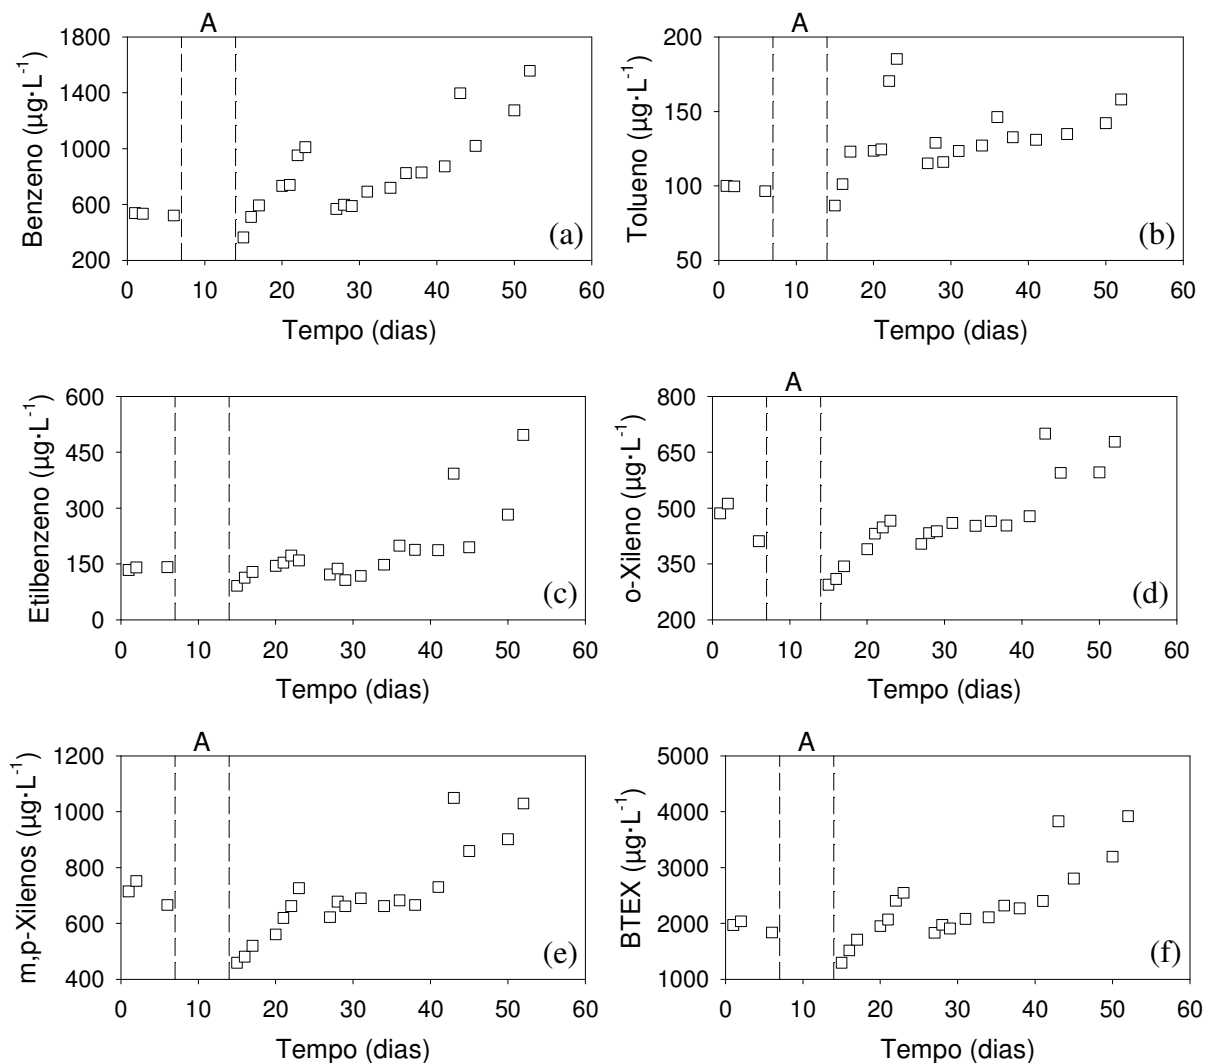 A
1800
1400
1000
600
200
Benzeno (µg·L⁻¹)
(a)
0 10 20 30 40 50 60
Tempo (dias)
A
200
150
100
50
Tolueno (µg·L⁻¹)
(b)
0 10 20 30 40 50 60
Tempo (dias)
600
450
300
150
0
Etilbenzeno (µg·L⁻¹)
(c)
0 10 20 30 40 50 60
Tempo (dias)
A
800
650
500
350
200
o-Xileno (µg·L⁻¹)
(d)
0 10 20 30 40 50 60
Tempo (dias)
A
1200
1000
800
600
400
m,p-Xilenos (µg·L⁻¹)
(e)
0 10 20 30 40 50 60
Tempo (dias)
A
5000
4000
3000
2000
1000
BTEX (µg·L⁻¹)
(f)
0 10 20 30 40 50 60
Tempo (dias)